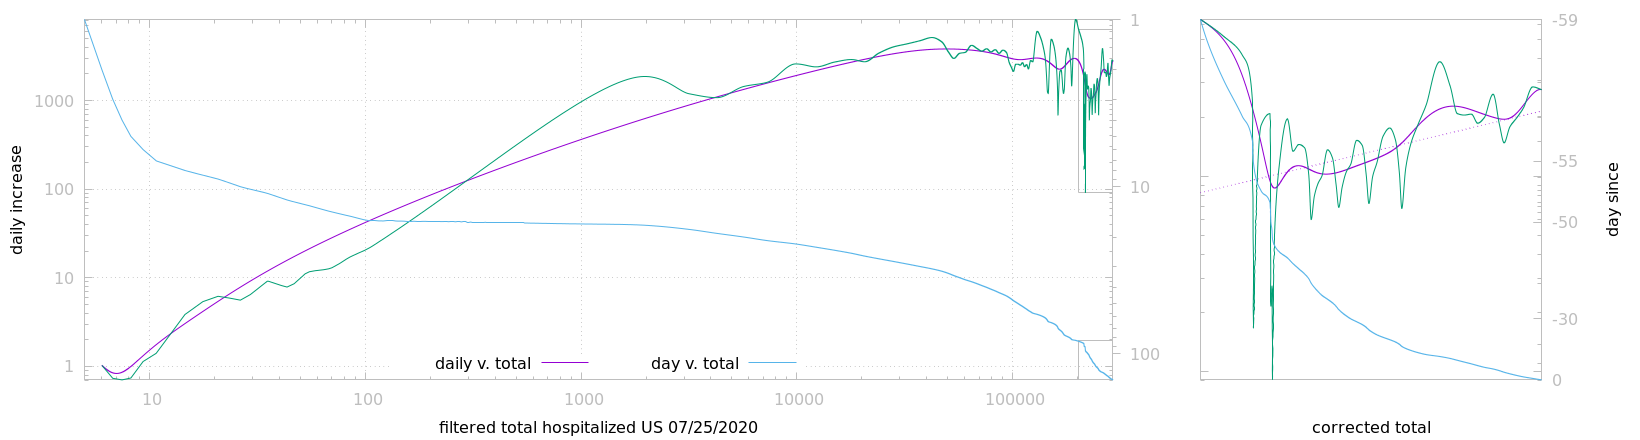 daily increase
1000
100
10
1
daily v. total
day v. total
10
100
1000
10000
100000
filtered total hospitalized US 07/25/2020
1
10
100
-59
-55
-50
-30
0
day since
corrected total